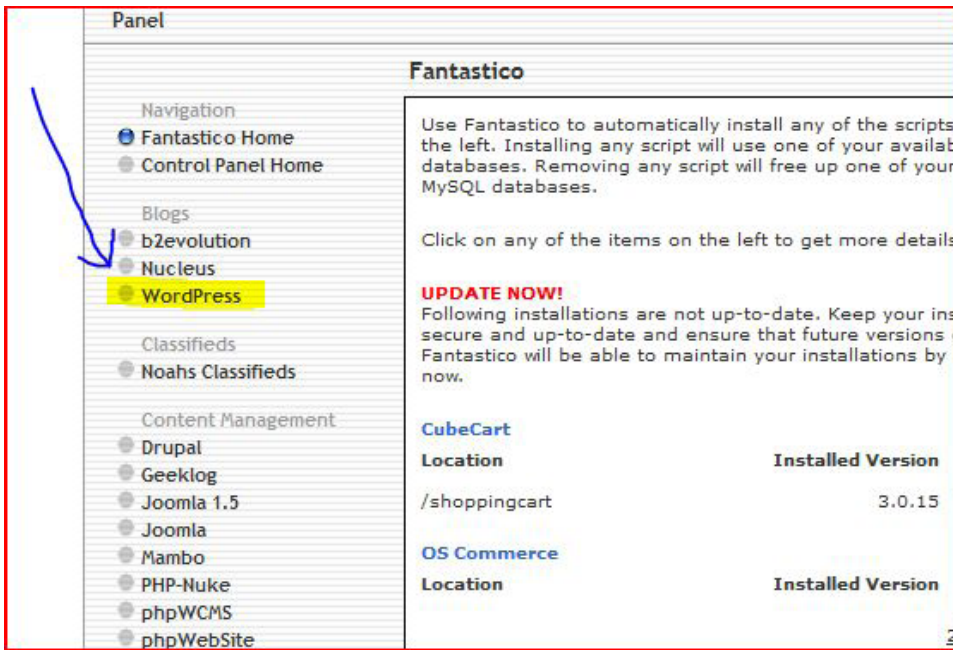 Panel
Fantastico
Navigation
Fantastico Home
Control Panel Home
Blogs
b2evolution
Nucleus
WordPress
Classifieds
Noahs Classifieds
Content Management
Drupal
Geeklog
Joomla 1.5
Joomla
Mambo
PHP-Nuke
phpWCMS
phpWebSite
Use Fantastico to automatically install any of the scripts
the left. Installing any script will use one of your
databases. Removing any script will free up one of your
MySQL databases.
Click on any of the items on the left to get more details
UPDATE NOW!
Following installations are not up-to-date. Keep your
secure and up-to-date and ensure that future versions
Fantastico will be able to maintain your installations by
now.
CubeCart
Location Installed Version
/shoppingcart 3.0.15
OS Commerce
Location Installed Version